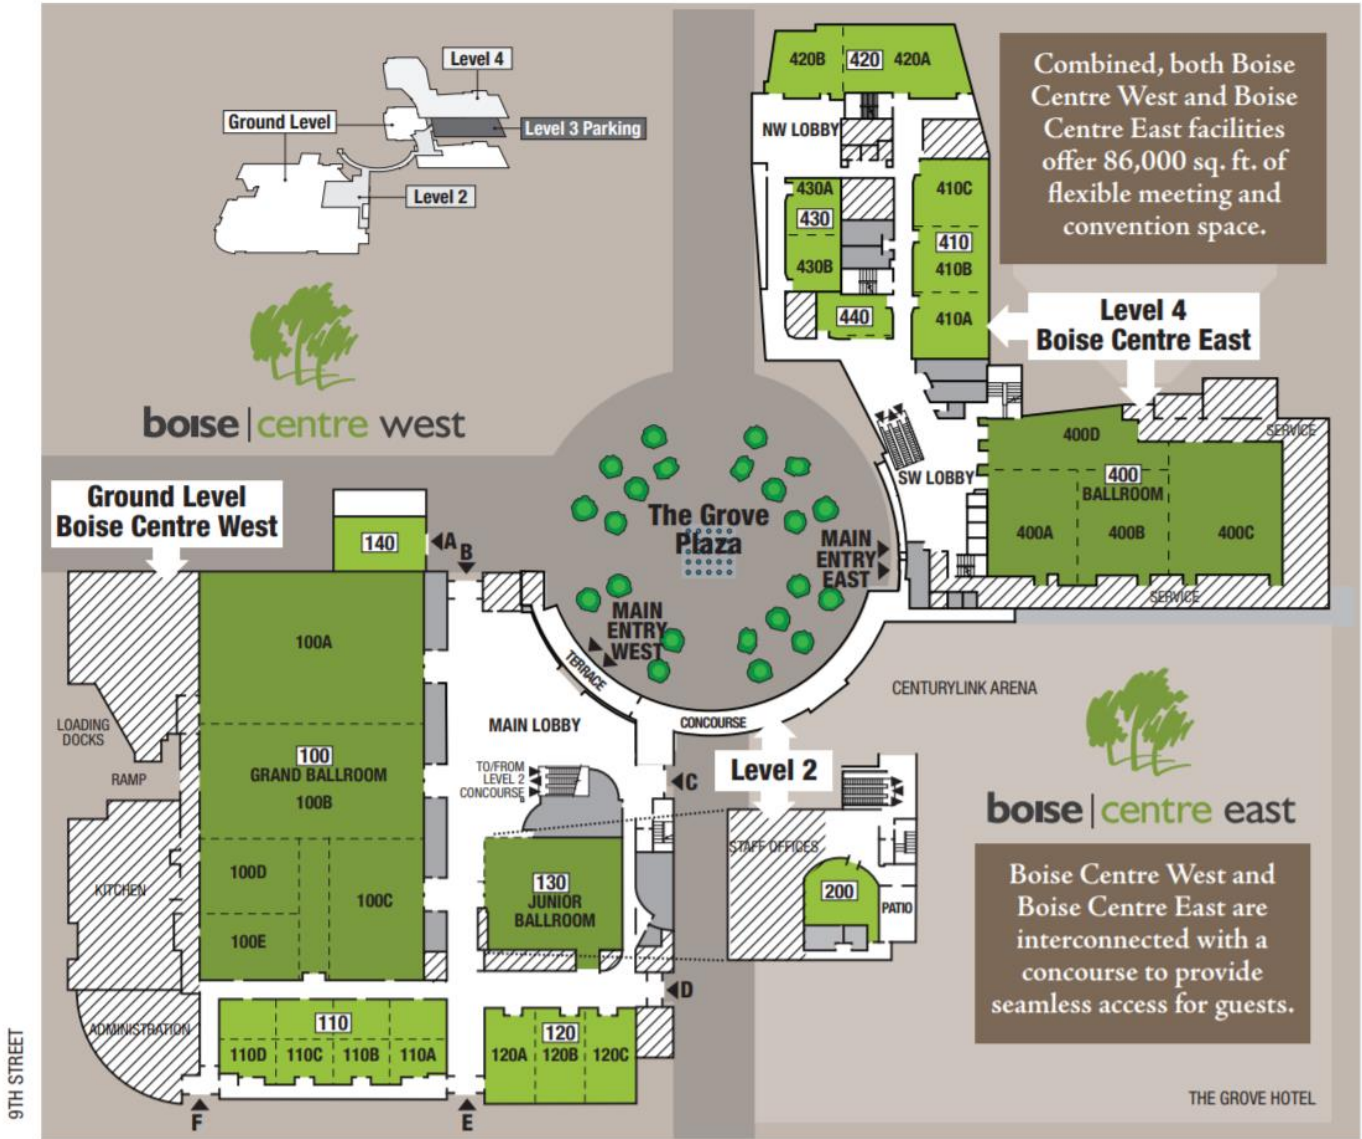 Level 4
Ground Level
Level 3 Parking
Level 2
boise | centre west
Combined, both Boise
Centre West and Boise
Centre East facilities
offer 86,000 sq. ft. of
flexible meeting and
convention space.
420B
420
420A
NW LOBBY
430A
430
430B
410C
410
410B
410A
440
Level 4
Boise Centre East
400D
400
BALLROOM
400A
400B
400C
SERVICE
SERVICE
SW LOBBY
The Grove
Plaza
MAIN
ENTRY
EAST
MAIN
ENTRY
WEST
TERRACE
CONCOURSE
CENTURYLINK ARENA
Ground Level
Boise Centre West
140
A
B
100A
100
GRAND BALLROOM
100B
100D
100C
100E
LOADING
DOCKS
RAMP
KITCHEN
ADMINISTRATION
MAIN LOBBY
TO/FROM
LEVEL 2
CONCOURSE
C
130
JUNIOR
BALLROOM
D
110
110D
110C
110B
110A
120
120A
120B
120C
F
E
Level 2
STAFF OFFICES
200
PATIO
boise | centre east
Boise Centre West and
Boise Centre East are
interconnected with a
concourse to provide
seamless access for guests.
THE GROVE HOTEL
9TH STREET